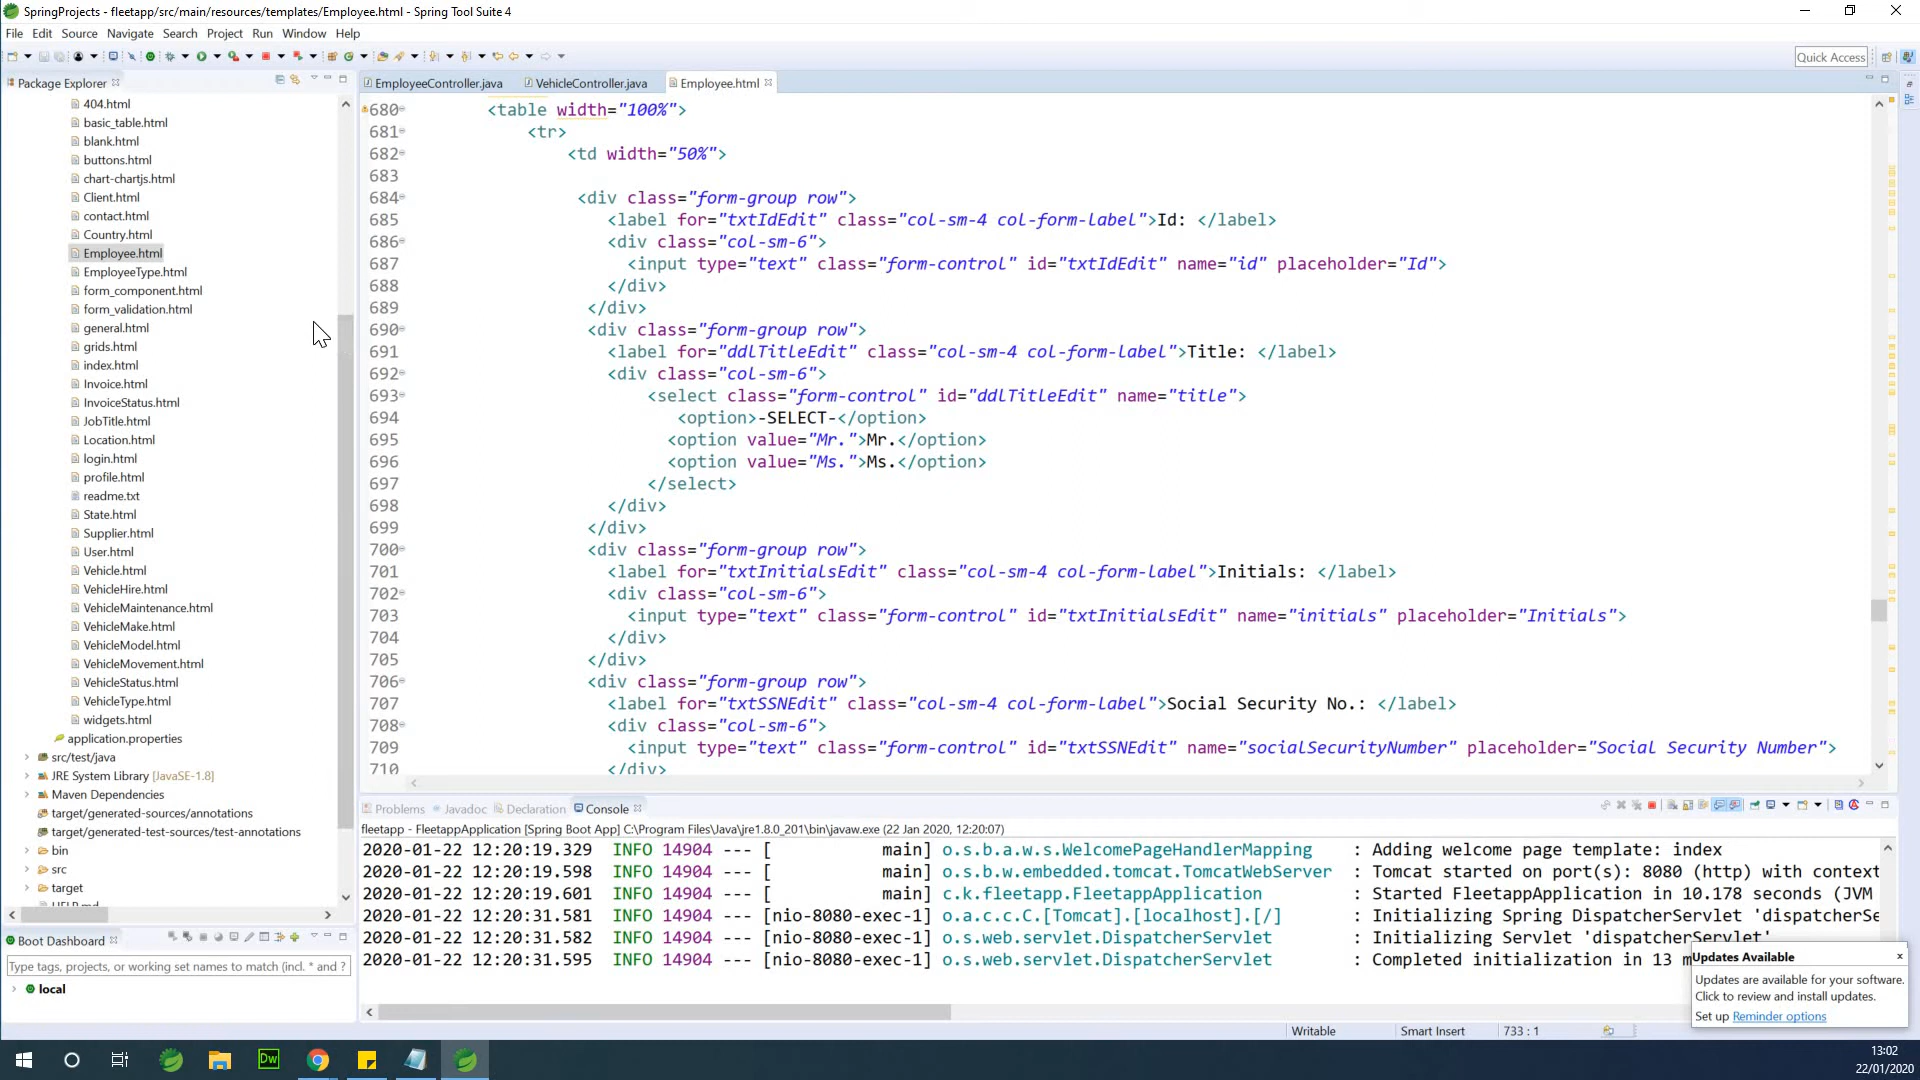 SpringProjects - fleetapp/src/main/resources/templates/Employee.html - Spring Tool Suite 4
File Edit Source Navigate Search Project Run Window Help
Quick Access
Package Explorer
404.html
basic_table.html
blank.html
buttons.html
chart-chartjs.html
Client.html
contact.html
Country.html
Employee.html
EmployeeType.html
form_component.html
form_validation.html
general.html
grids.html
index.html
Invoice.html
InvoiceStatus.html
JobTitle.html
Location.html
login.html
profile.html
readme.txt
State.html
Supplier.html
User.html
Vehicle.html
VehicleHire.html
VehicleMaintenance.html
VehicleMake.html
VehicleModel.html
VehicleMovement.html
VehicleStatus.html
VehicleType.html
widgets.html
application.properties
src/test/java
JRE System Library [JavaSE-1.8]
Maven Dependencies
target/generated-sources/annotations
target/generated-test-sources/test-annotations
bin
src
target
HELP.md
Boot Dashboard
Type tags, projects, or working set names to match (incl. * and ?
local
EmployeeController.java VehicleController.java Employee.html
680 <table width="100%">
681 <tr>
682 <td width="50%">
683
684 <div class="form-group row">
685 <label for="txtIdEdit" class="col-sm-4 col-form-label">Id: </label>
686 <div class="col-sm-6">
687 <input type="text" class="form-control" id="txtIdEdit" name="id" placeholder="Id">
688 </div>
689 </div>
690 <div class="form-group row">
691 <label for="ddlTitleEdit" class="col-sm-4 col-form-label">Title: </label>
692 <div class="col-sm-6">
693 <select class="form-control" id="ddlTitleEdit" name="title">
694 <option>-SELECT-</option>
695 <option value="Mr.">Mr.</option>
696 <option value="Ms.">Ms.</option>
697 </select>
698 </div>
699 </div>
700 <div class="form-group row">
701 <label for="txtInitialsEdit" class="col-sm-4 col-form-label">Initials: </label>
702 <div class="col-sm-6">
703 <input type="text" class="form-control" id="txtInitialsEdit" name="initials" placeholder="Initials">
704 </div>
705 </div>
706 <div class="form-group row">
707 <label for="txtSSNEdit" class="col-sm-4 col-form-label">Social Security No.: </label>
708 <div class="col-sm-6">
709 <input type="text" class="form-control" id="txtSSNEdit" name="socialSecurityNumber" placeholder="Social Security Number">
710 </div>
Problems Javadoc Declaration Console
fleetapp - FleetappApplication [Spring Boot App] C:\Program Files\Java\jre1.8.0_201\bin\javaw.exe (22 Jan 2020, 12:20:07)
2020-01-22 12:20:19.329 INFO 14904 --- [ main] o.s.b.a.w.s.WelcomePageHandlerMapping : Adding welcome page template: index
2020-01-22 12:20:19.598 INFO 14904 --- [ main] o.s.b.w.embedded.tomcat.TomcatWebServer : Tomcat started on port(s): 8080 (http) with context
2020-01-22 12:20:19.601 INFO 14904 --- [ main] c.k.fleetapp.FleetappApplication : Started FleetappApplication in 10.178 seconds (JVM
2020-01-22 12:20:31.581 INFO 14904 --- [nio-8080-exec-1] o.a.c.c.C.[Tomcat].[localhost].[/] : Initializing Spring DispatcherServlet 'dispatcherSe
2020-01-22 12:20:31.582 INFO 14904 --- [nio-8080-exec-1] o.s.web.servlet.DispatcherServlet : Initializing Servlet 'dispatcherServlet'
2020-01-22 12:20:31.595 INFO 14904 --- [nio-8080-exec-1] o.s.web.servlet.DispatcherServlet : Completed initialization in 13 m
Updates Available
Updates are available for your software.
Click to review and install updates.
Set up Reminder options
Writable Smart Insert 733 : 1
Dw
13:02
22/01/2020